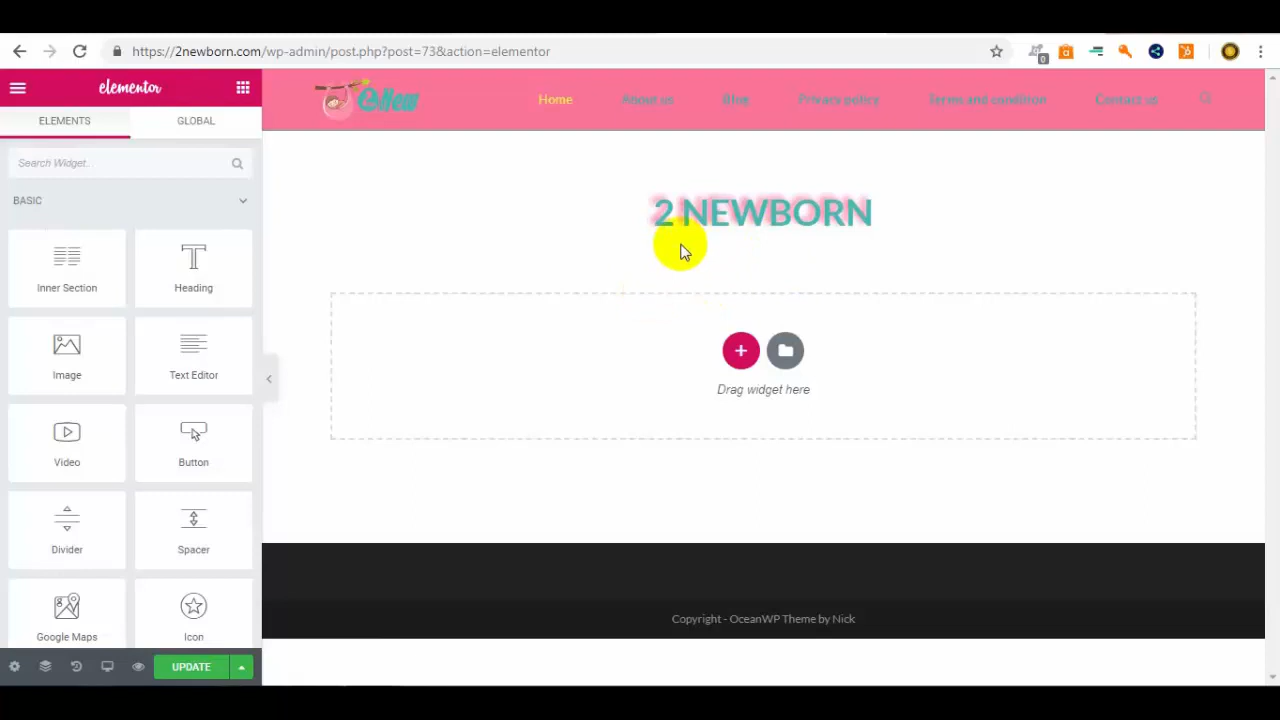 https://2newborn.com/wp-admin/post.php?post=73&action=elementor
0
elementor
ELEMENTS
GLOBAL
Search Widget..
BASIC
Inner Section
Heading
Image
Text Editor
Video
Button
Divider
Spacer
Google Maps
Icon
UPDATE
2New
Home
About us
Blog
Privacy policy
Terms and condition
Contact us
2 NEWBORN
Drag widget here
Copyright - OceanWP Theme by Nick